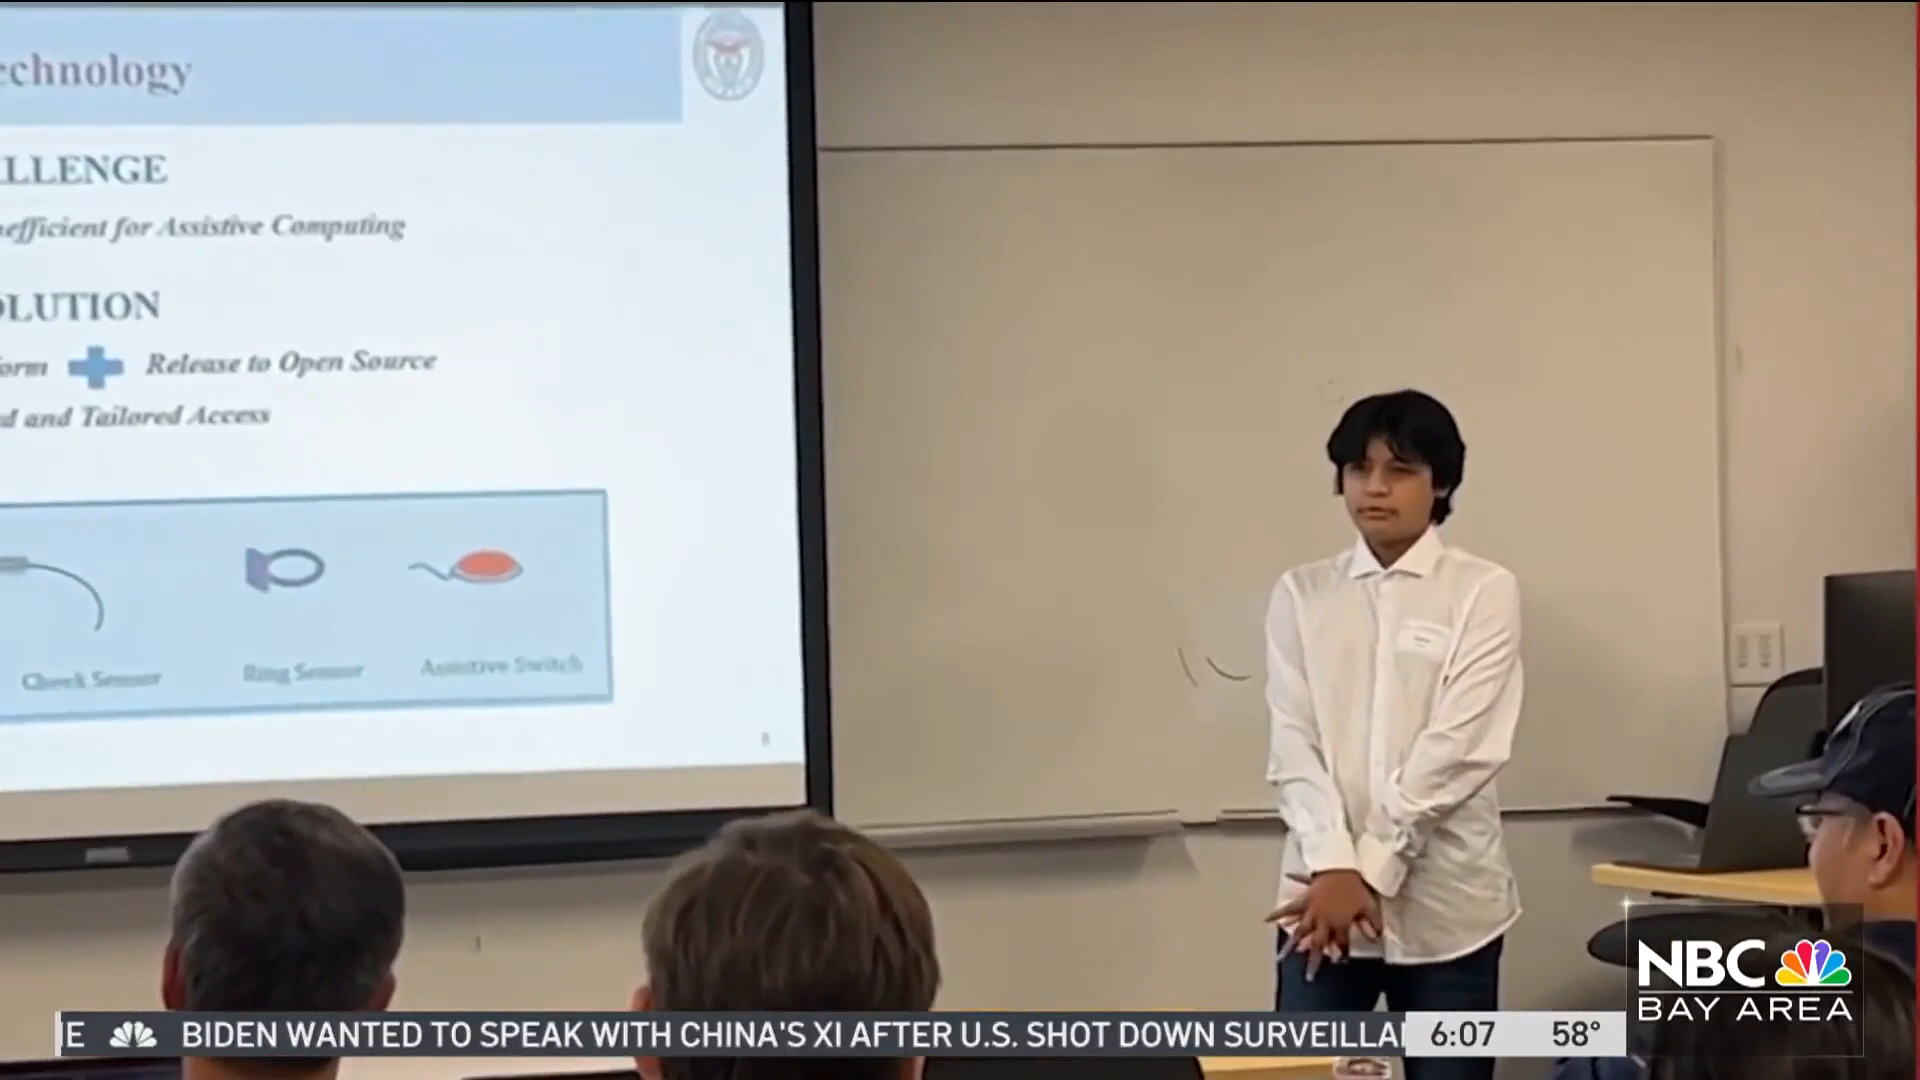 echnology
LLENGE
nefficient for Assistive Computing
OLUTION
orm Release to Open Source
d and Tailored Access
Cheek Sensor Ring Sensor Assistive Switch
NBC
BAY AREA
E BIDEN WANTED TO SPEAK WITH CHINA'S XI AFTER U.S. SHOT DOWN SURVEILLA 6:07 58°